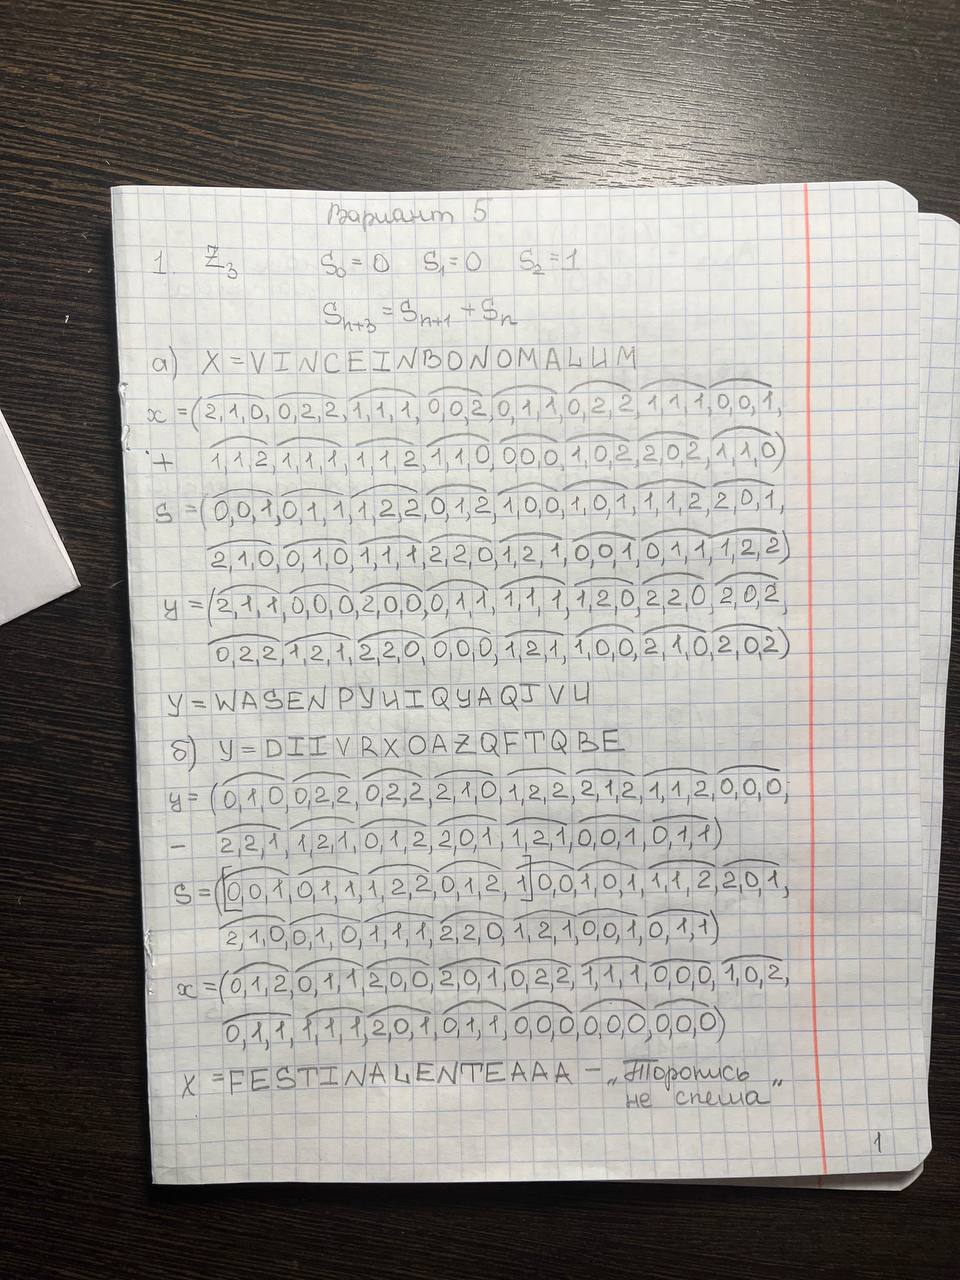 Вариант 5
1. Z₃ S₀=0 S₁=0 S₂=1
Sₙ₊₃=Sₙ₊₁+Sₙ
а) X=VINCEINBONOMALUM
x=(2,1,0,0,2,2,1,1,1,0,0,2,0,1,1,0,2,2,1,1,1,0,0,1,
+ 1,1,2,1,1,1,1,1,2,1,1,0,0,0,0,1,0,2,2,0,2,1,1,0)
S=(0,0,1,0,1,1,1,2,2,0,1,2,1,0,0,1,0,1,1,1,2,2,0,1,
2,1,0,0,1,0,1,1,1,2,2,0,1,2,1,0,0,1,0,1,1,1,2,2)
y=(2,1,1,0,0,0,2,0,0,0,1,1,1,1,1,1,2,0,2,2,0,2,0,2,
0,2,2,1,2,1,2,2,0,0,0,0,1,2,1,1,0,0,2,1,0,2,0,2)
Y=WASENPYUIQYAQJVU
б) Y=DIIVRXOAZQFTQBE
y=(0,1,0,0,2,2,0,2,2,2,1,0,1,2,2,2,1,2,1,1,2,0,0,0,
- 2,2,1,1,2,1,0,1,2,2,0,1,1,2,1,0,0,1,0,1,1)
S=([0,0,1,0,1,1,1,2,2,0,1,2,1]0,0,1,0,1,1,1,2,2,0,1,
2,1,0,0,1,0,1,1,1,2,2,0,1,2,1,0,0,1,0,1,1)
x=(0,1,2,0,1,1,2,0,0,2,0,1,0,2,2,1,1,1,0,0,0,1,0,2,
0,1,1,1,1,1,2,0,1,0,1,1,0,0,0,0,0,0,0,0,0)
X=FESTINALENTEAAA – „Торопись
не спеша"
1